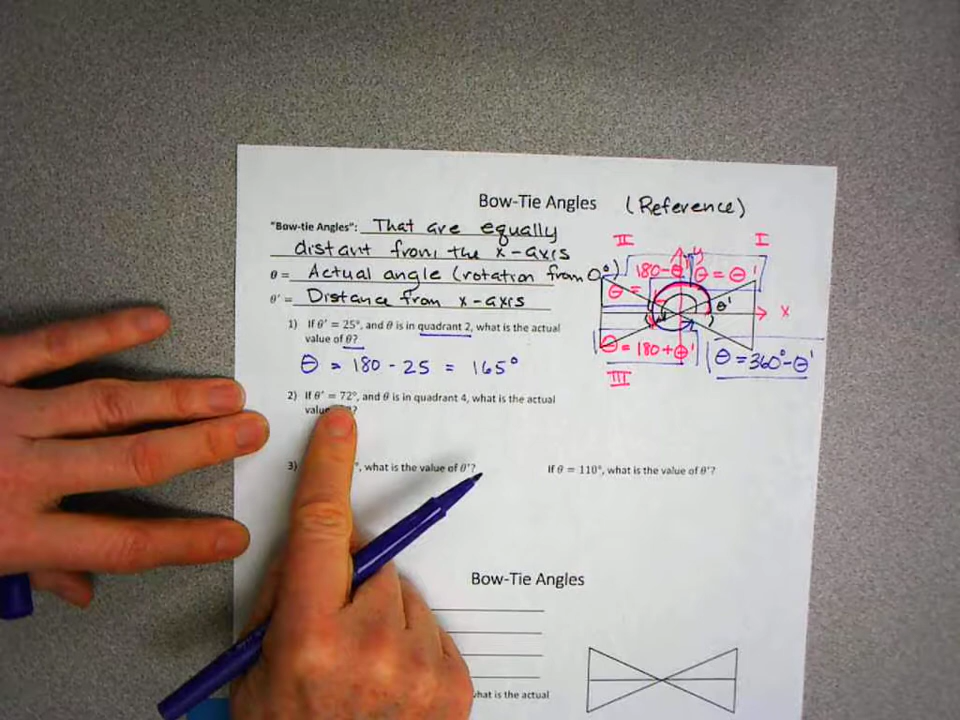 Bow-Tie Angles (Reference)
"Bow-tie Angles": That are equally
distant from the x-axis
θ = Actual angle (rotation from 0°)
θ' = Distance from x-axis
II I
y
180-θ' θ = θ'
θ =
θ' x
θ = 180+θ' θ = 360°-θ'
III
1) If θ' = 25°, and θ is in quadrant 2, what is the actual
value of θ?
θ = 180 - 25 = 165°
2) If θ' = 72°, and θ is in quadrant 4, what is the actual
?
3) °, what is the value of θ'? If θ = 110°, what is the value of θ'?
Bow-Tie Angles
what is the actual